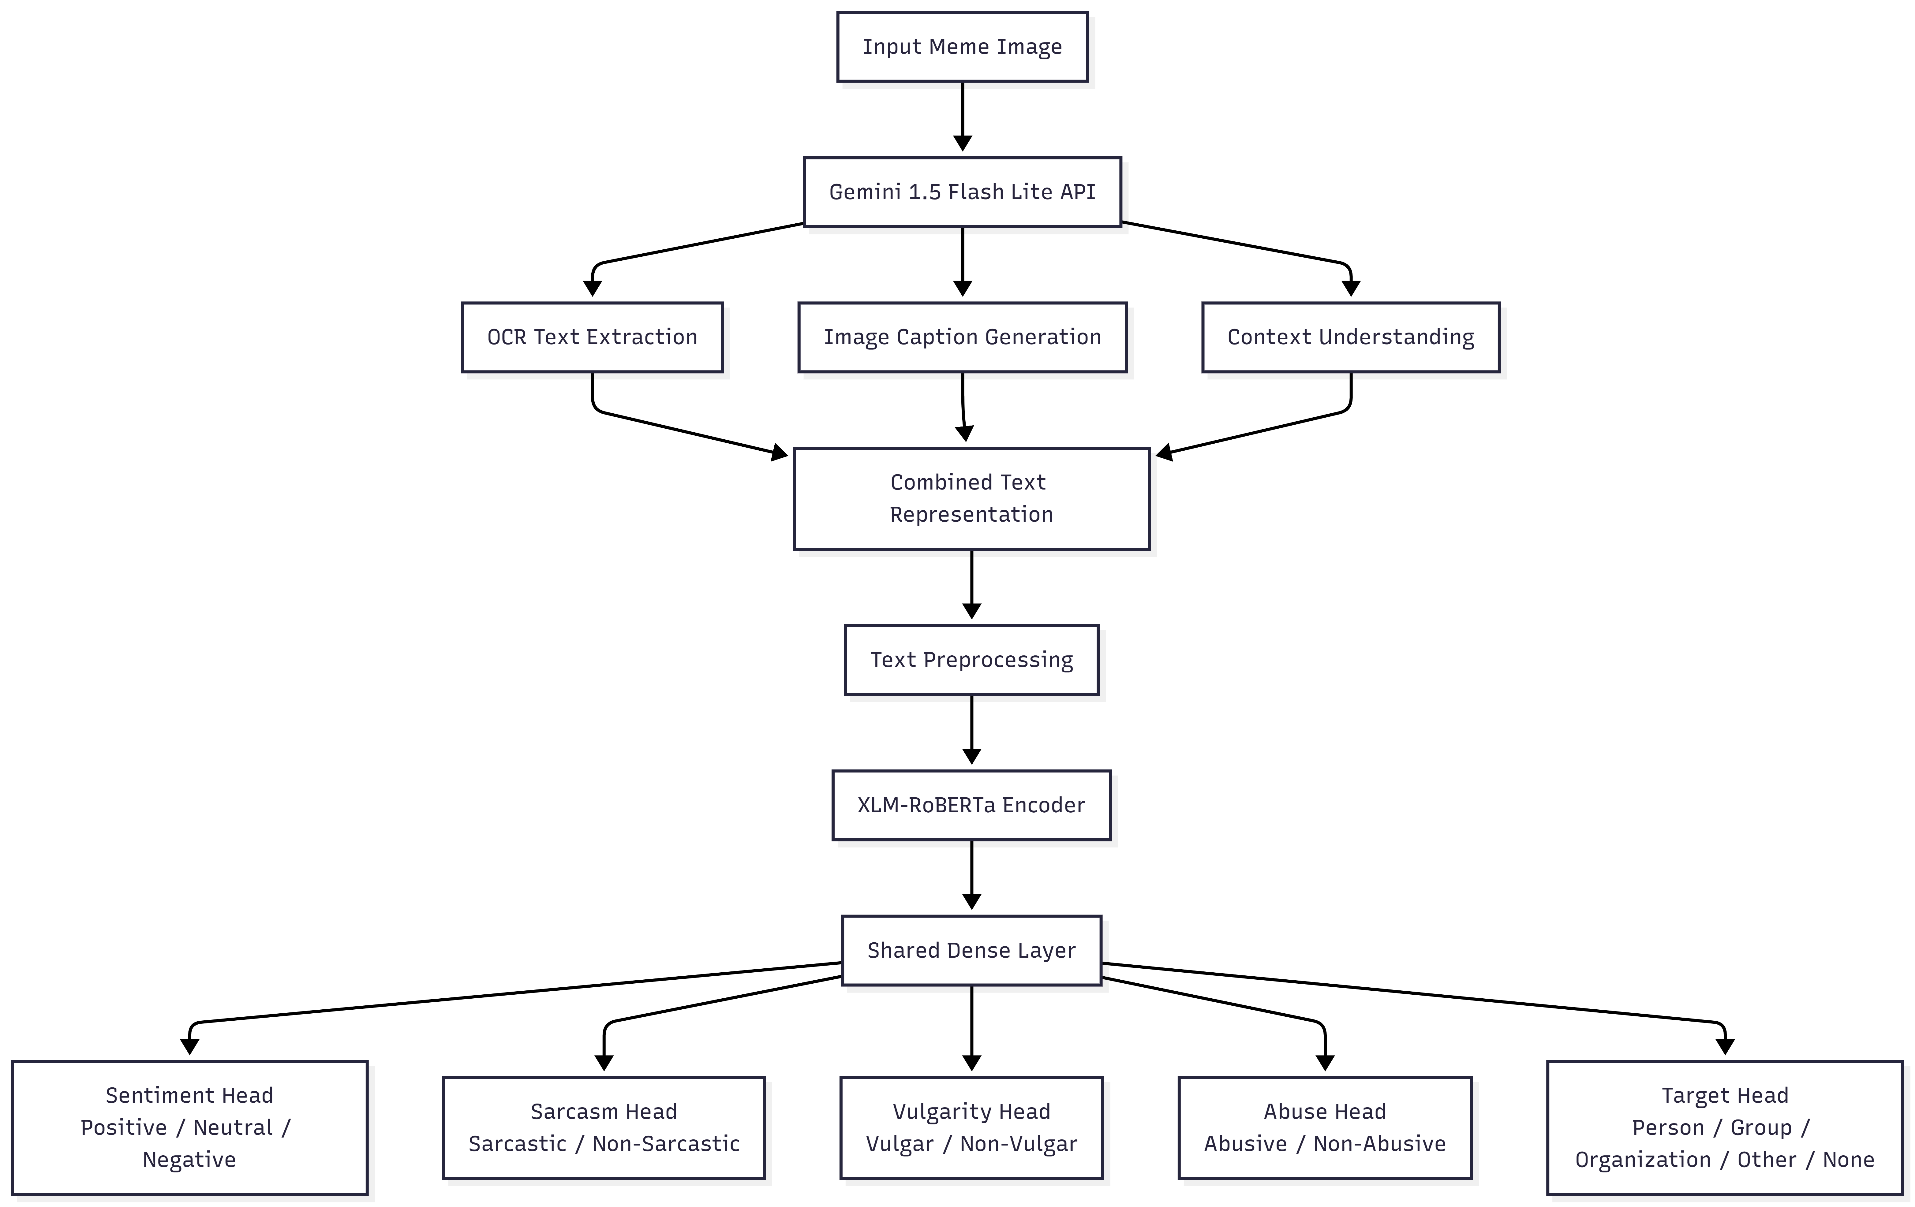 Input Meme Image
Gemini 1.5 Flash Lite API
OCR Text Extraction
Image Caption Generation
Context Understanding
Combined Text
Representation
Text Preprocessing
XLM-RoBERTa Encoder
Shared Dense Layer
Sentiment Head
Positive / Neutral /
Negative
Sarcasm Head
Sarcastic / Non-Sarcastic
Vulgarity Head
Vulgar / Non-Vulgar
Abuse Head
Abusive / Non-Abusive
Target Head
Person / Group /
Organization / Other / None